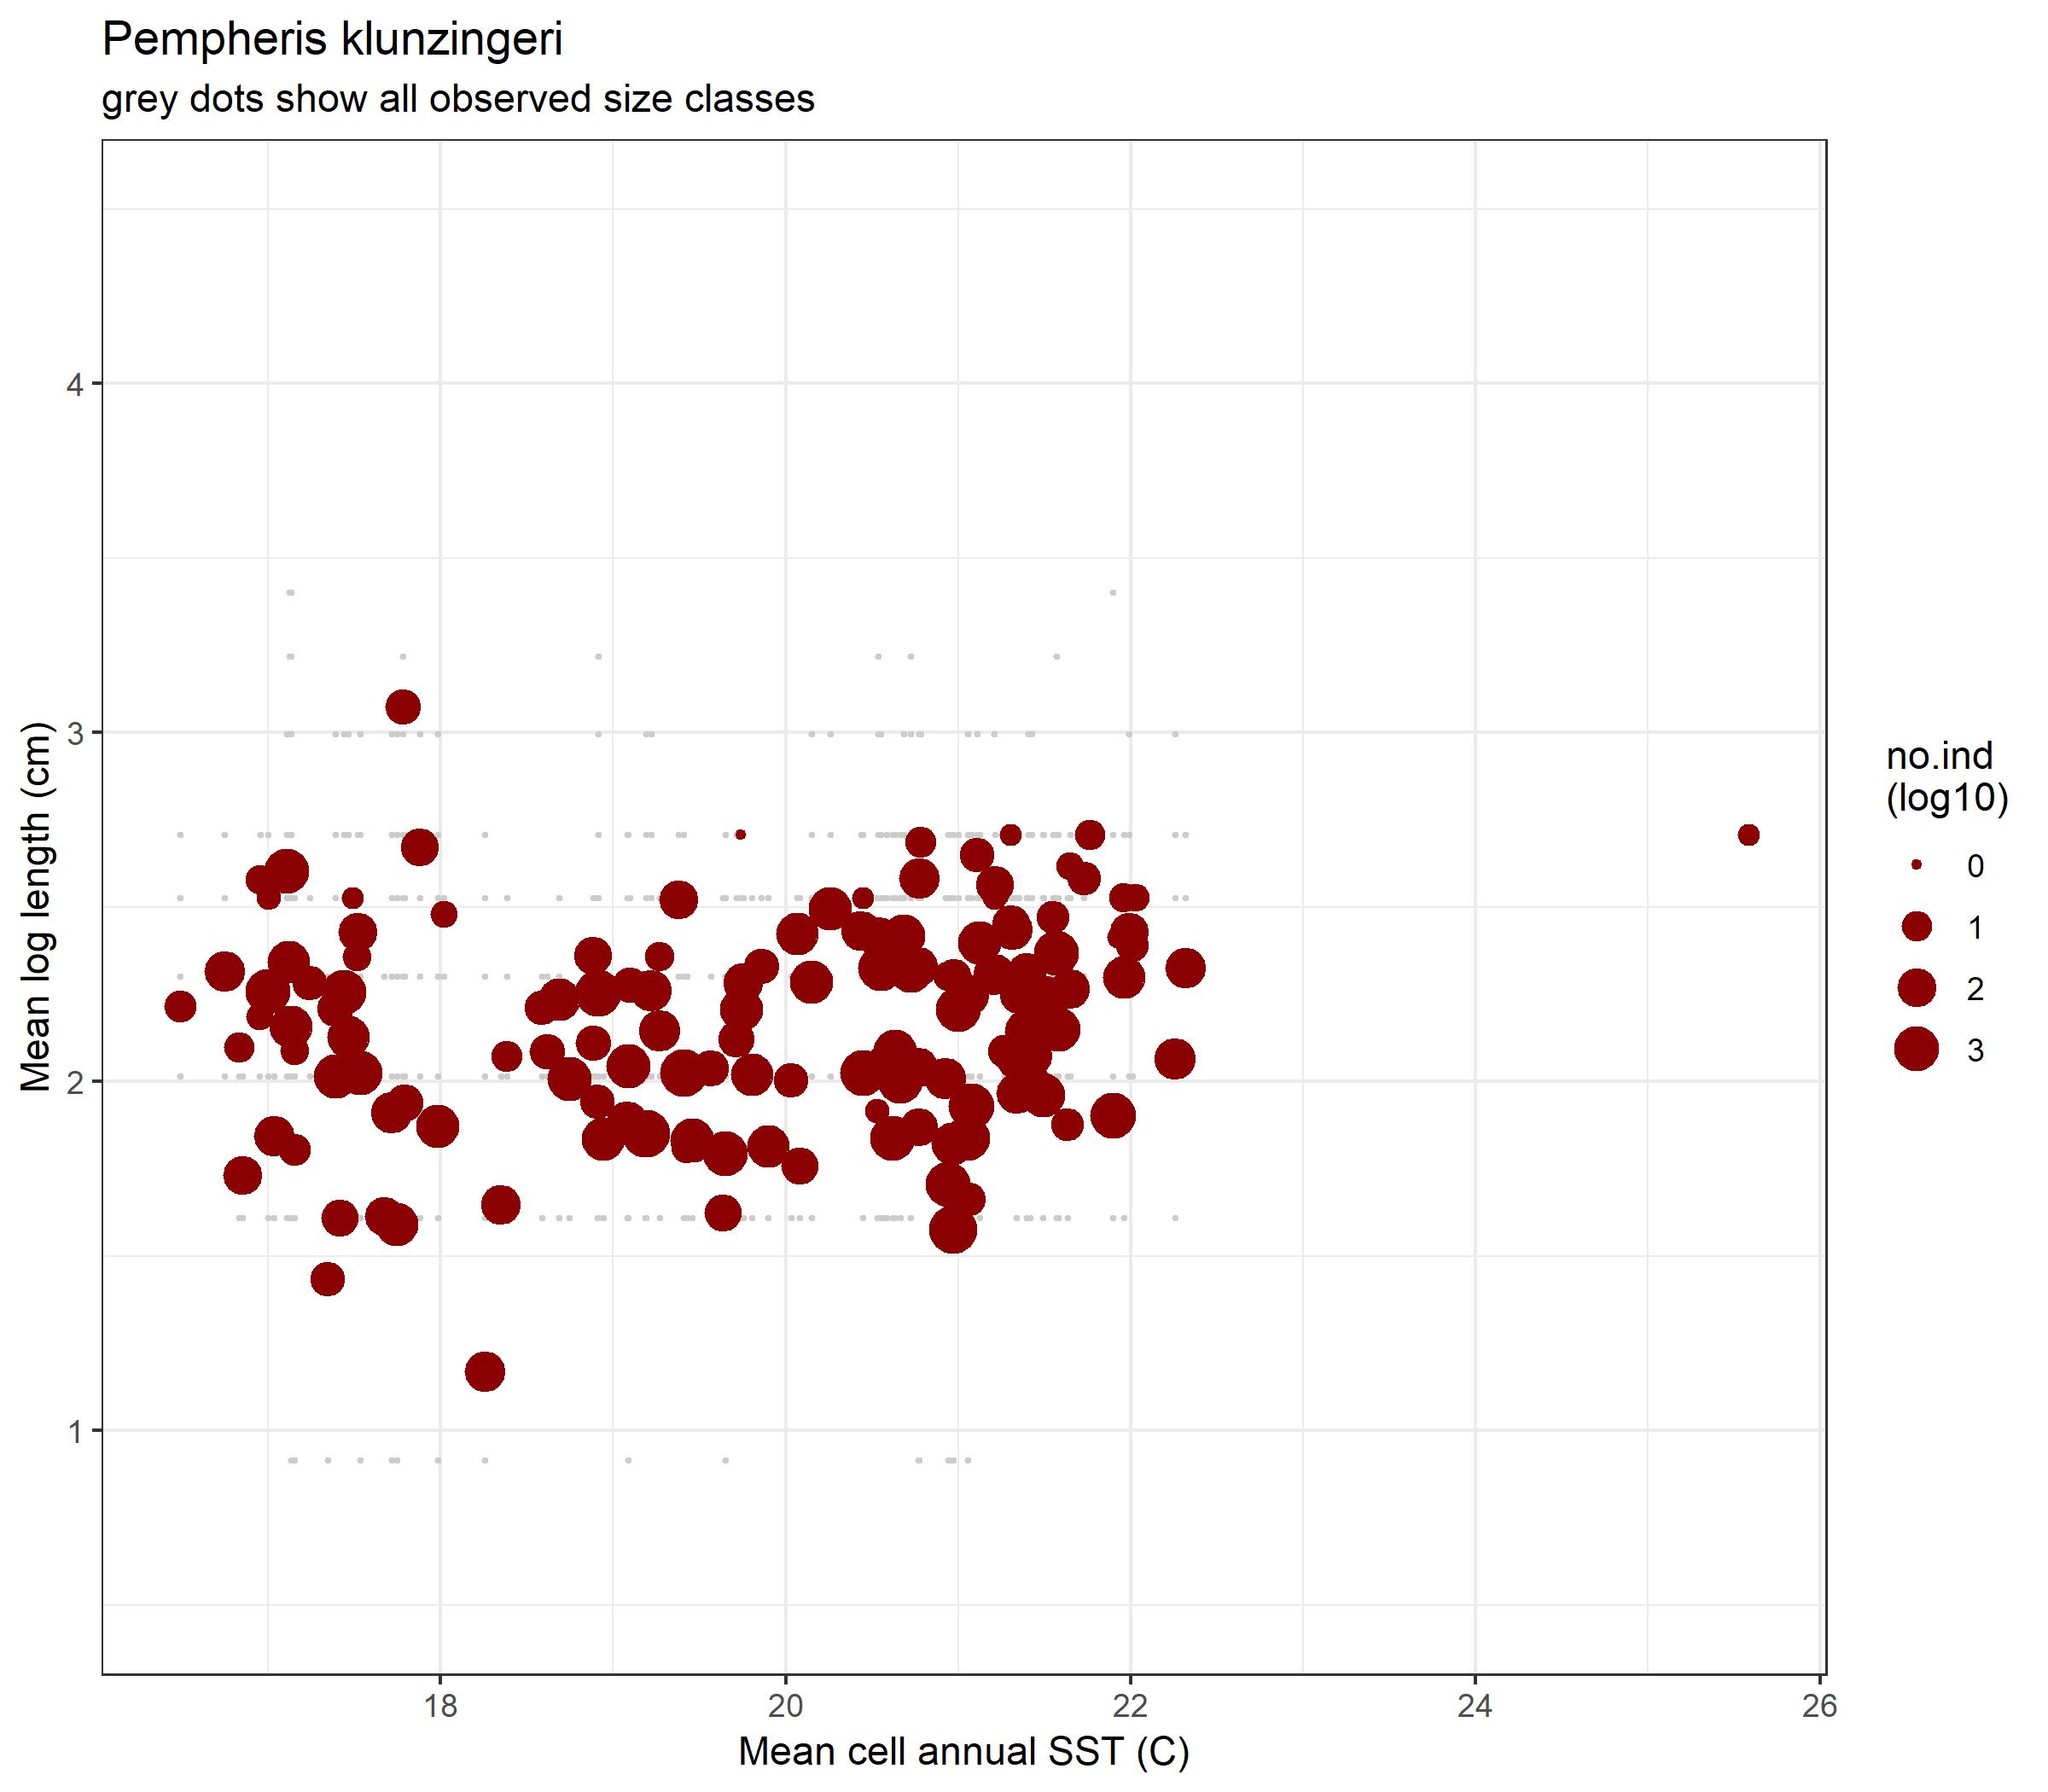 Pempheris klunzingeri
grey dots show all observed size classes
Mean log length (cm)
4
3
2
1
18
20
22
24
26
Mean cell annual SST (C)
no.ind
(log10)
0
1
2
3